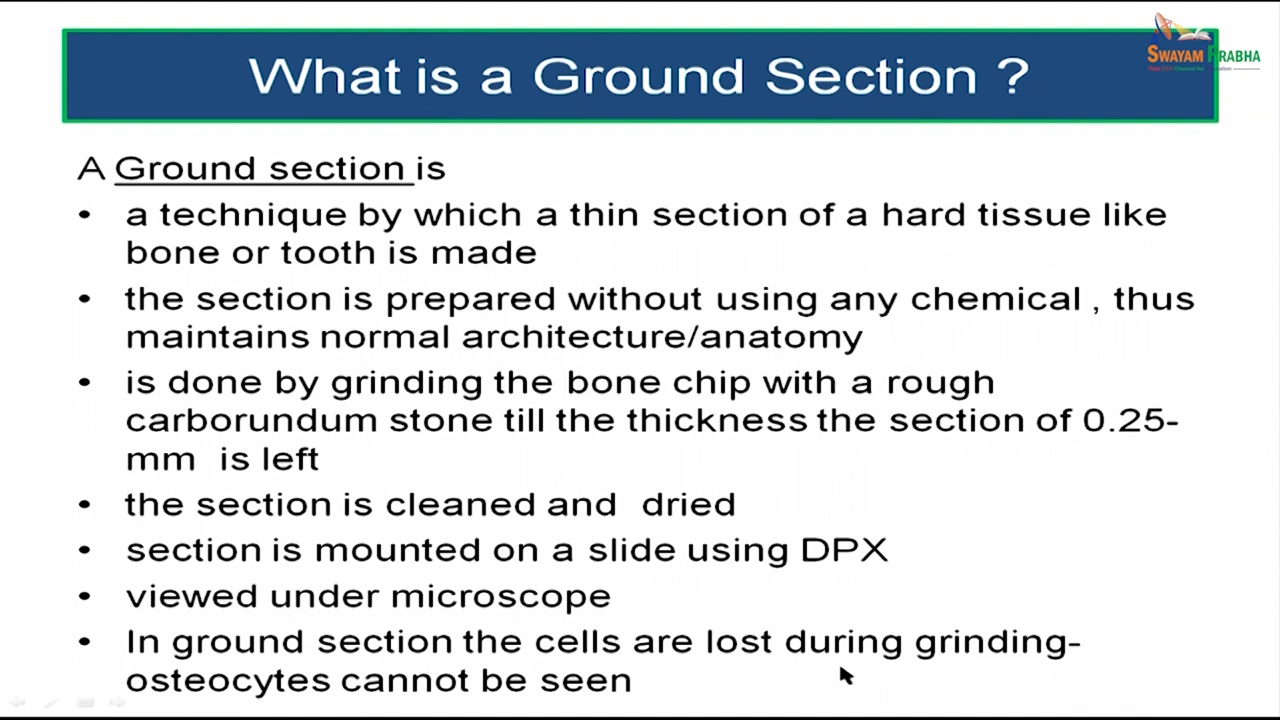 What is a Ground Section ?
SWAYAM PRABHA
A Ground section is
• a technique by which a thin section of a hard tissue like
bone or tooth is made
• the section is prepared without using any chemical , thus
maintains normal architecture/anatomy
• is done by grinding the bone chip with a rough
carborundum stone till the thickness the section of 0.25-
mm is left
• the section is cleaned and dried
• section is mounted on a slide using DPX
• viewed under microscope
• In ground section the cells are lost during grinding-
osteocytes cannot be seen